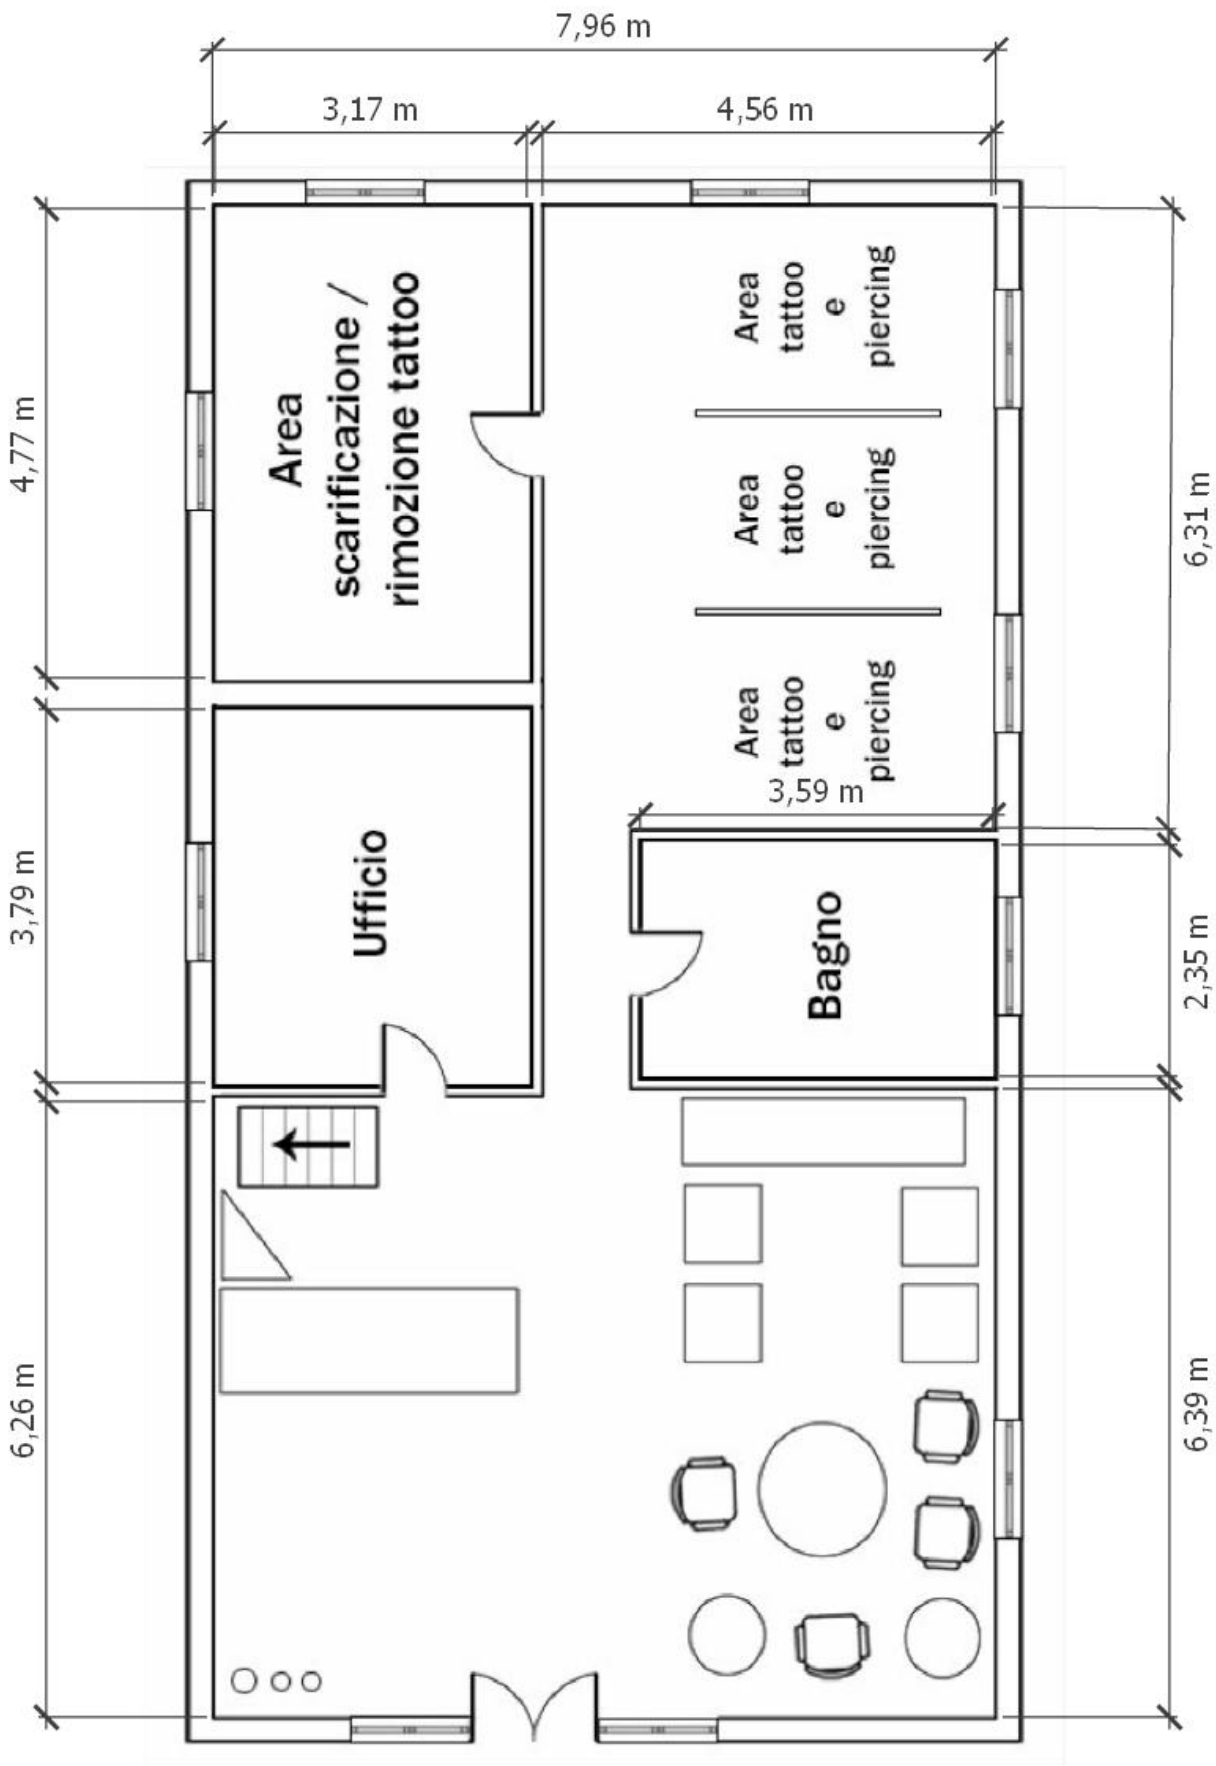 7,96 m
3,17 m
4,56 m
4,77 m
3,79 m
6,26 m
6,31 m
2,35 m
6,39 m
3,59 m
Area
scarificazione /
rimozione tattoo
Area
tattoo
e
piercing
Area
tattoo
e
piercing
Area
tattoo
e
piercing
Ufficio
Bagno